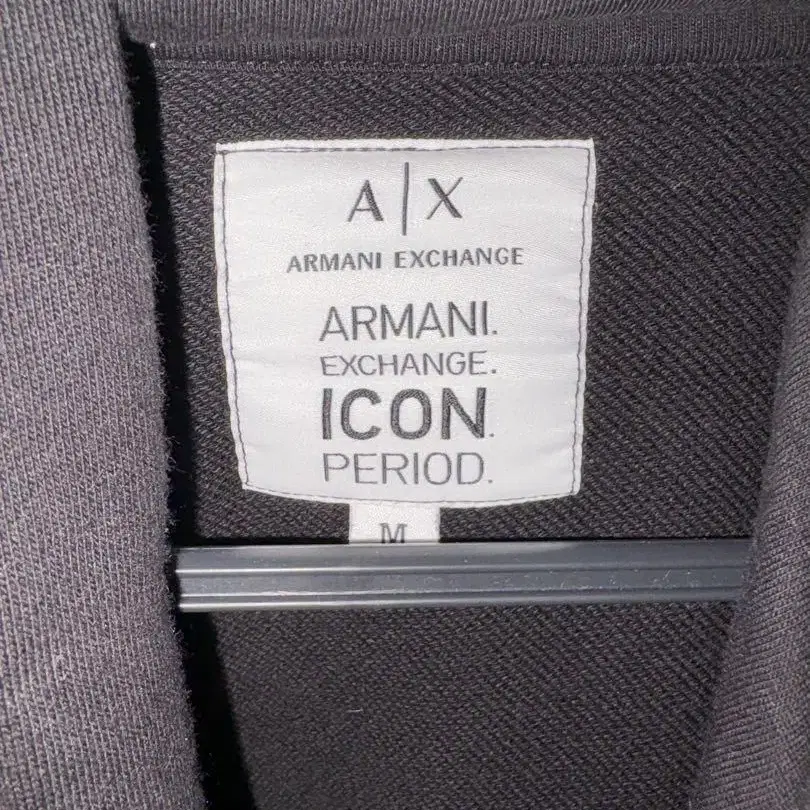 A|X
ARMANI EXCHANGE
ARMANI.
EXCHANGE.
ICON.
PERIOD.
M